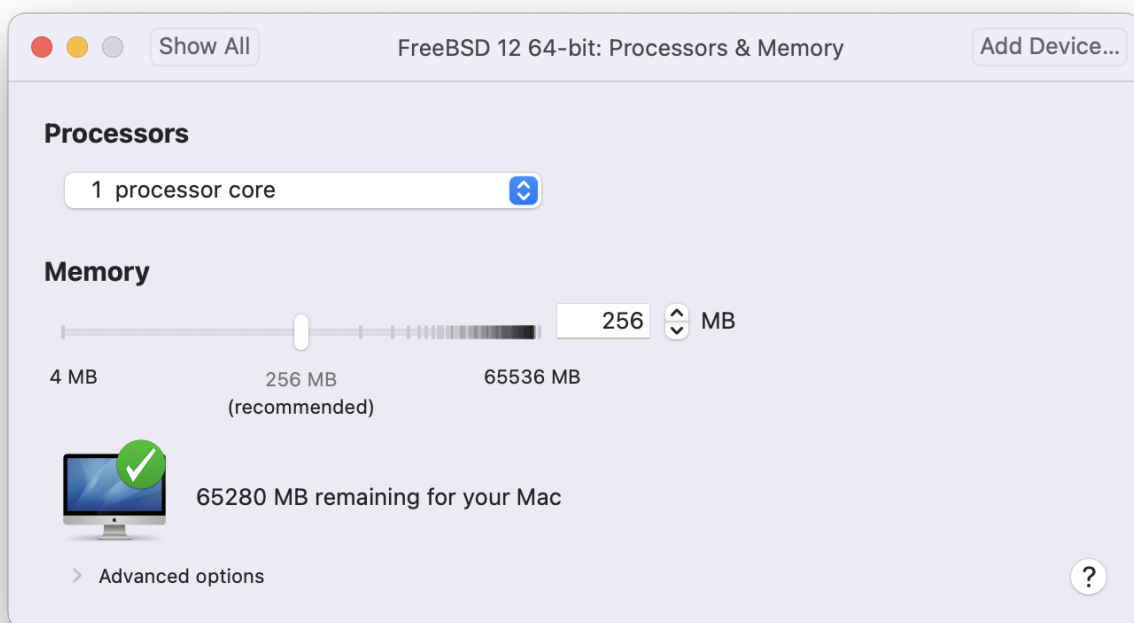 Show All FreeBSD 12 64-bit: Processors & Memory Add Device...
Processors
1 processor core
Memory
256 MB
4 MB 256 MB 65536 MB
(recommended)
65280 MB remaining for your Mac
Advanced options ?